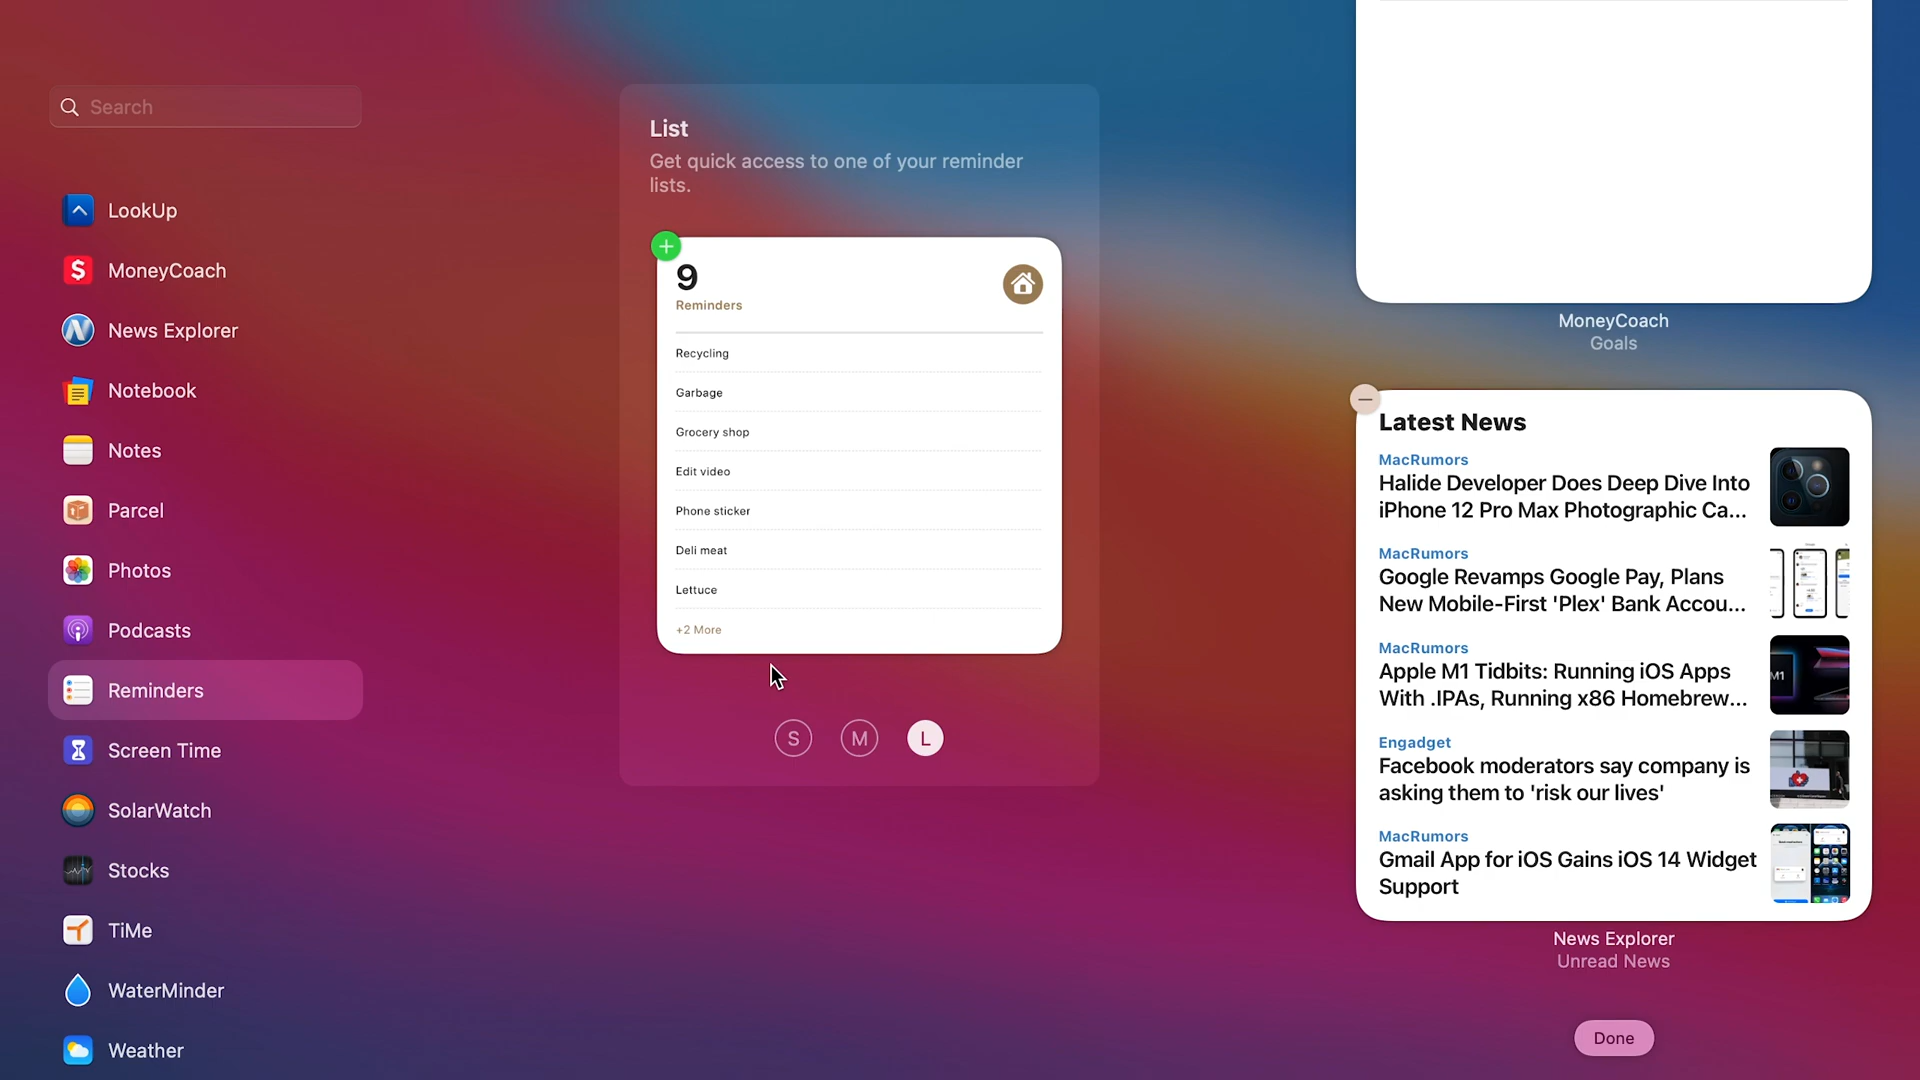 Search
LookUp
MoneyCoach
News Explorer
Notebook
Notes
Parcel
Photos
Podcasts
Reminders
Screen Time
SolarWatch
Stocks
TiMe
WaterMinder
Weather
List
Get quick access to one of your reminder
lists.
9
Reminders
Recycling
Garbage
Grocery shop
Edit video
Phone sticker
Deli meat
Lettuce
+2 More
S M L
MoneyCoach
Goals
Latest News
MacRumors
Halide Developer Does Deep Dive Into
iPhone 12 Pro Max Photographic Ca...
MacRumors
Google Revamps Google Pay, Plans
New Mobile-First 'Plex' Bank Accou...
MacRumors
Apple M1 Tidbits: Running iOS Apps
With .IPAs, Running x86 Homebrew...
M1
Engadget
Facebook moderators say company is
asking them to 'risk our lives'
MacRumors
Gmail App for iOS Gains iOS 14 Widget
Support
News Explorer
Unread News
Done